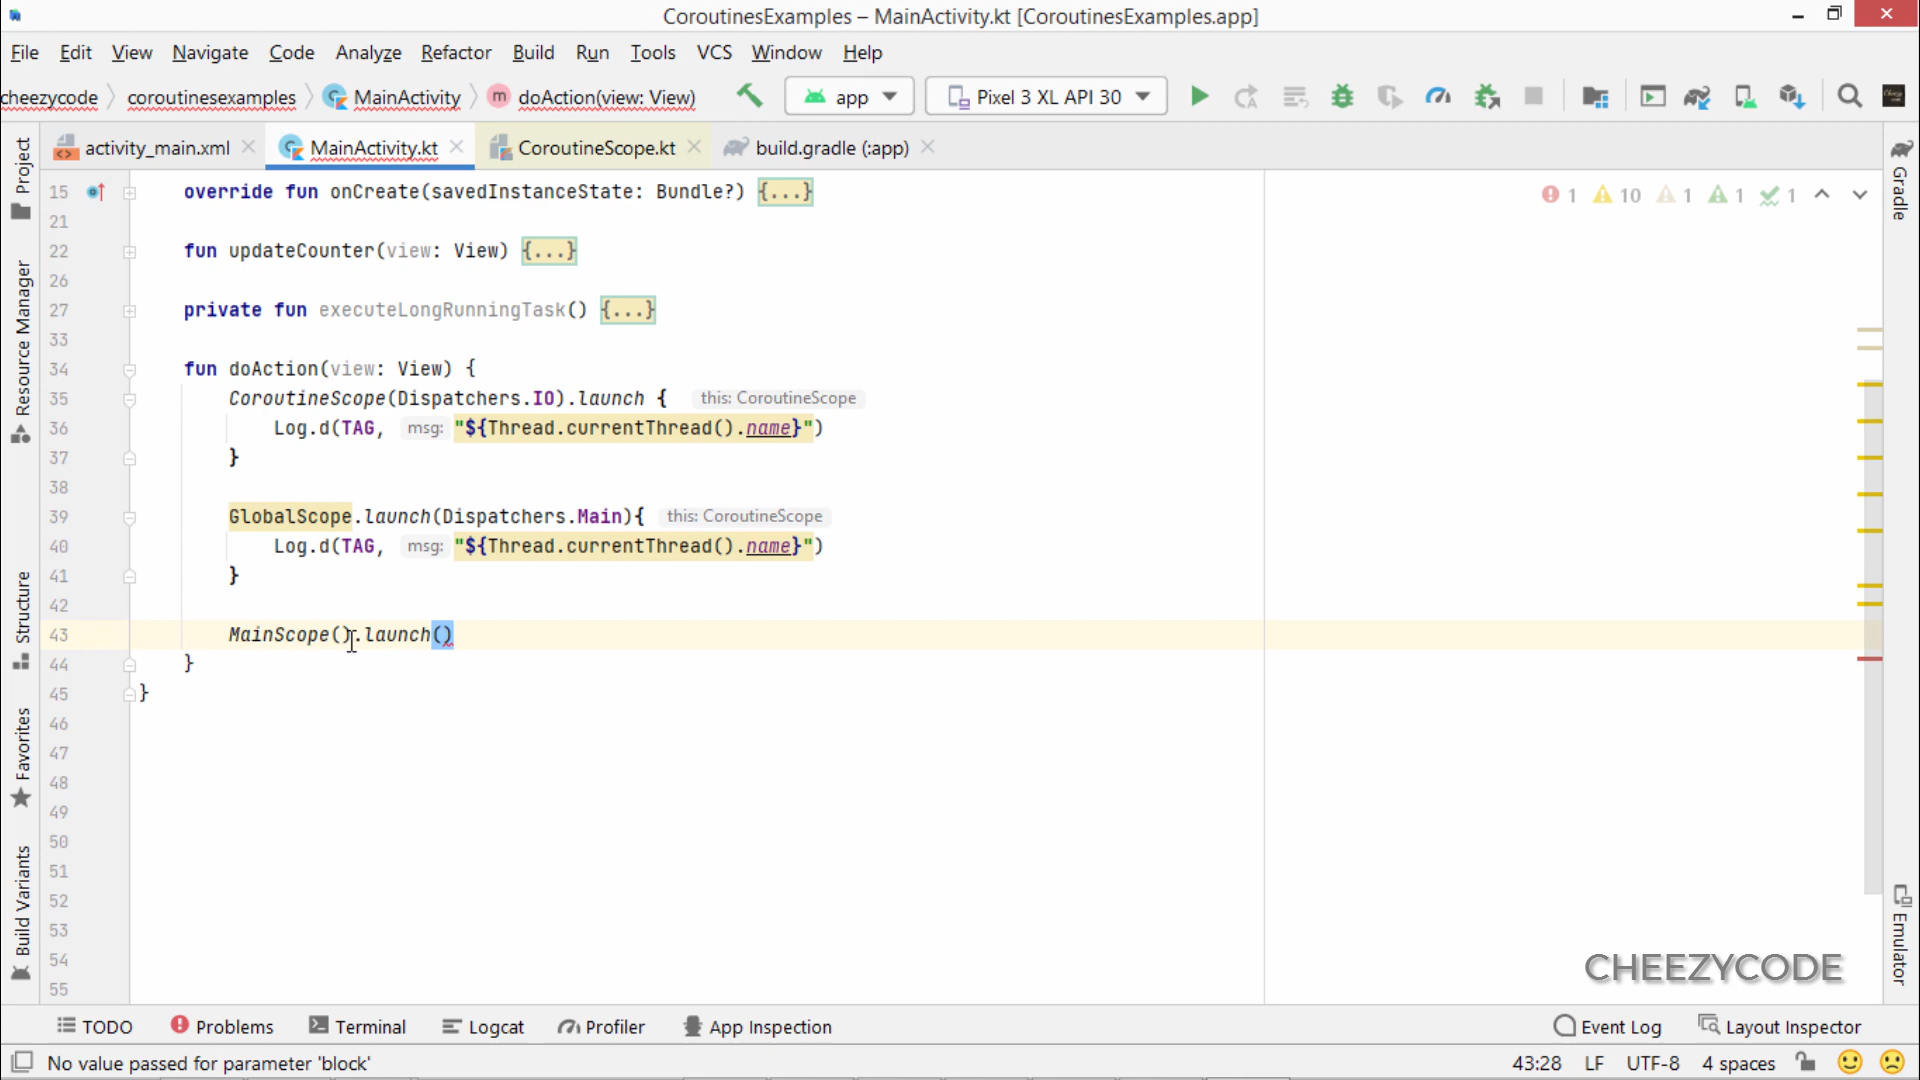 CoroutinesExamples – MainActivity.kt [CoroutinesExamples.app]
File Edit View Navigate Code Analyze Refactor Build Run Tools VCS Window Help
cheezycode coroutinesexamples MainActivity m doAction(view: View) app Pixel 3 XL API 30
activity_main.xml MainActivity.kt CoroutineScope.kt build.gradle (:app)
Project
Resource Manager
Structure
Favorites
Build Variants
15 override fun onCreate(savedInstanceState: Bundle?) {...}
1 10 1 1 1
21
22 fun updateCounter(view: View) {...}
26
27 private fun executeLongRunningTask() {...}
33
34 fun doAction(view: View) {
35 CoroutineScope(Dispatchers.IO).launch { this: CoroutineScope
36 Log.d(TAG, msg: "${Thread.currentThread().name}")
37 }
38
39 GlobalScope.launch(Dispatchers.Main){ this: CoroutineScope
40 Log.d(TAG, msg: "${Thread.currentThread().name}")
41 }
42
43 MainScope().launch()
44 }
45 }
46
47
48
49
50
51
52
53
54
55
Gradle
Emulator
CHEEZYCODE
TODO Problems Terminal Logcat Profiler App Inspection Event Log Layout Inspector
No value passed for parameter 'block' 43:28 LF UTF-8 4 spaces